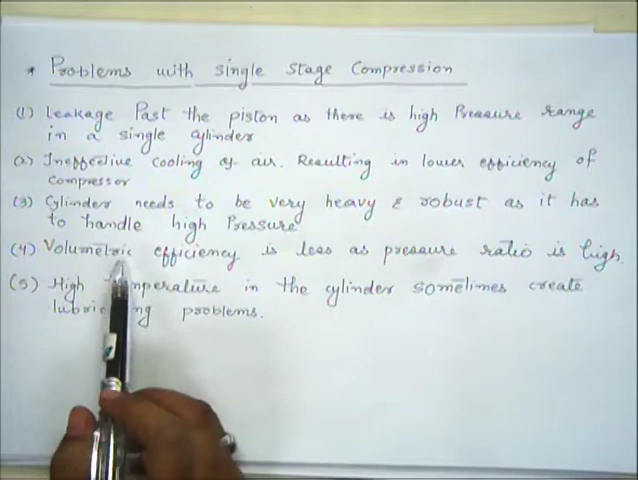 * Problems with single stage Compression
(1) Leakage Past the piston as there is high Pressure range
in a single cylinder
2) Ineffective cooling of air. Resulting in lower efficiency of
compressor
(3) Cylinders needs to be very heavy & robust as it has
to handle high Pressure
(4) Volumetric efficiency is less as pressure ratio is high.
(5) High in the cylinder sometimes create
problems.